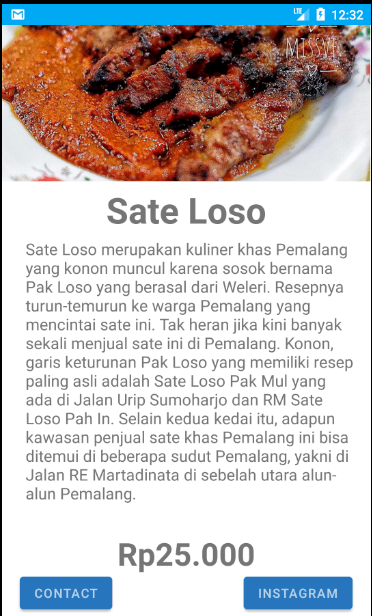 LTE 12:32
MISSYE
Sate Loso
Sate Loso merupakan kuliner khas Pemalang
yang konon muncul karena sosok bernama
Pak Loso yang berasal dari Weleri. Resepnya
turun-temurun ke warga Pemalang yang
mencintai sate ini. Tak heran jika kini banyak
sekali menjual sate ini di Pemalang. Konon,
garis keturunan Pak Loso yang memiliki resep
paling asli adalah Sate Loso Pak Mul yang
ada di Jalan Urip Sumoharjo dan RM Sate
Loso Pah In. Selain kedua kedai itu, adapun
kawasan penjual sate khas Pemalang ini bisa
ditemui di beberapa sudut Pemalang, yakni di
Jalan RE Martadinata di sebelah utara alun-
alun Pemalang.
Rp25.000
CONTACT
INSTAGRAM